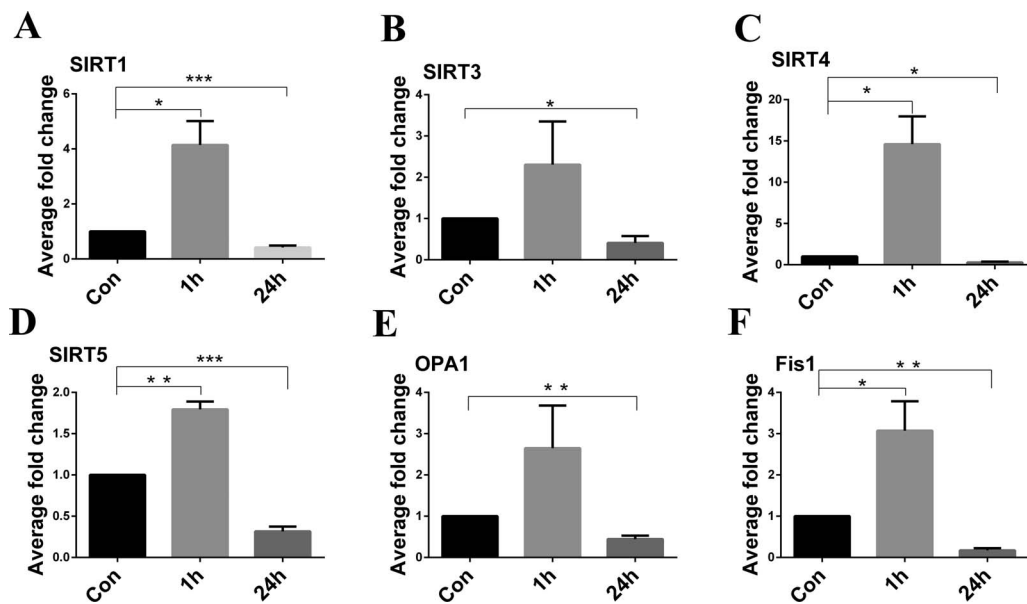 A
SIRT1
Average fold change
6
4
2
0
***
*
Con
1h
24h
B
SIRT3
Average fold change
4
3
2
1
0
*
Con
1h
24h
C
SIRT4
Average fold change
20
15
10
5
0
*
*
Con
1h
24h
D
SIRT5
Average fold change
2.0
1.5
1.0
0.5
0.0
***
* *
Con
1h
24h
E
OPA1
Average fold change
4
3
2
1
0
* *
Con
1h
24h
F
Fis1
Average fold change
4
3
2
1
0
* *
*
Con
1h
24h